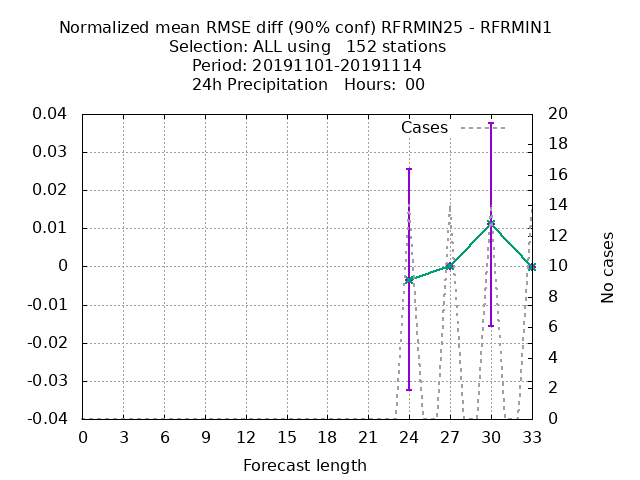 Normalized mean RMSE diff (90% conf) RFRMIN25 - RFRMIN1
Selection: ALL using   152 stations
Period: 20191101-20191114
24h Precipitation   Hours:  00
Cases
0.04
0.03
0.02
0.01
0
-0.01
-0.02
-0.03
-0.04
20
18
16
14
12
10
8
6
4
2
0
No cases
0 3 6 9 12 15 18 21 24 27 30 33
Forecast length